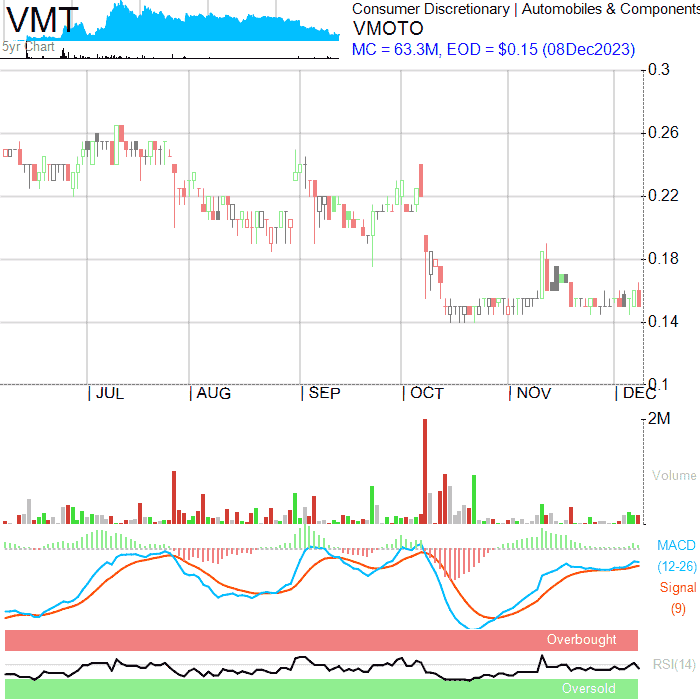 VMT
5yr Chart
Consumer Discretionary | Automobiles & Components
VMOTO
MC = 63.3M, EOD = $0.15 (08Dec2023)
0.3
0.26
0.22
0.18
0.14
0.1
| JUL | AUG | SEP | OCT | NOV | DEC
2M
Volume
MACD
(12-26)
Signal
(9)
Overbought
RSI(14)
Oversold